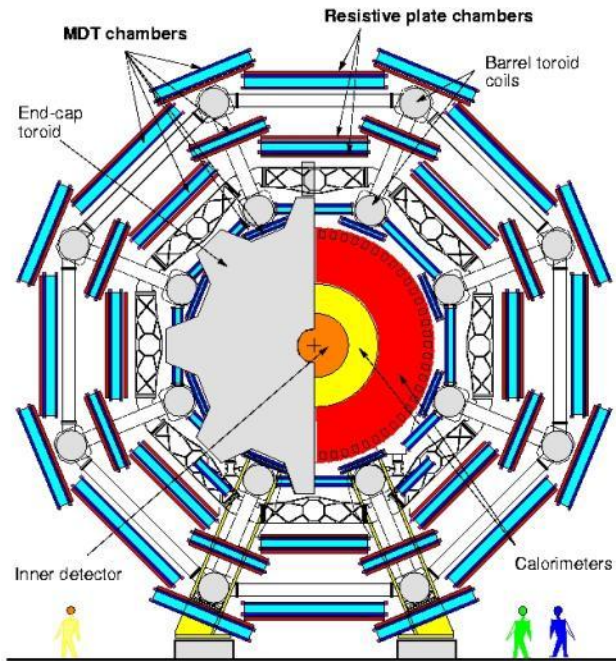 Resistive plate chambers
MDT chambers
Barrel toroid
coils
End-cap
toroid
Inner detector
Calorimeters